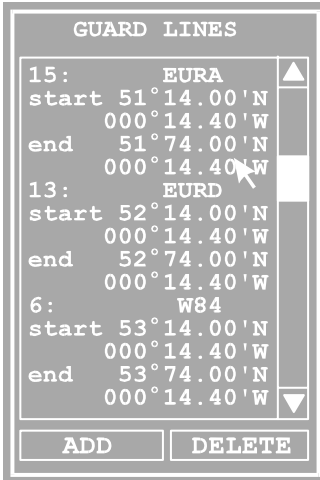 GUARD LINES
15: EURA
start 51°14.00'N
000°14.40'W
end 51°74.00'N
000°14.40'W
13: EURD
start 52°14.00'N
000°14.40'W
end 52°74.00'N
000°14.40'W
6: W84
start 53°14.00'N
000°14.40'W
end 53°74.00'N
000°14.40'W
ADD DELETE